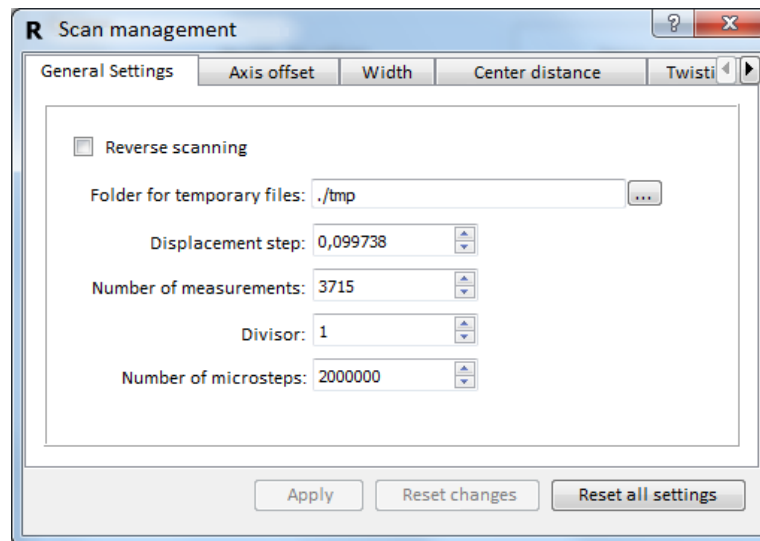 R Scan management ?
General Settings Axis offset Width Center distance Twisti
Reverse scanning
Folder for temporary files: ./tmp ...
Displacement step: 0,099738
Number of measurements: 3715
Divisor: 1
Number of microsteps: 2000000
Apply Reset changes Reset all settings